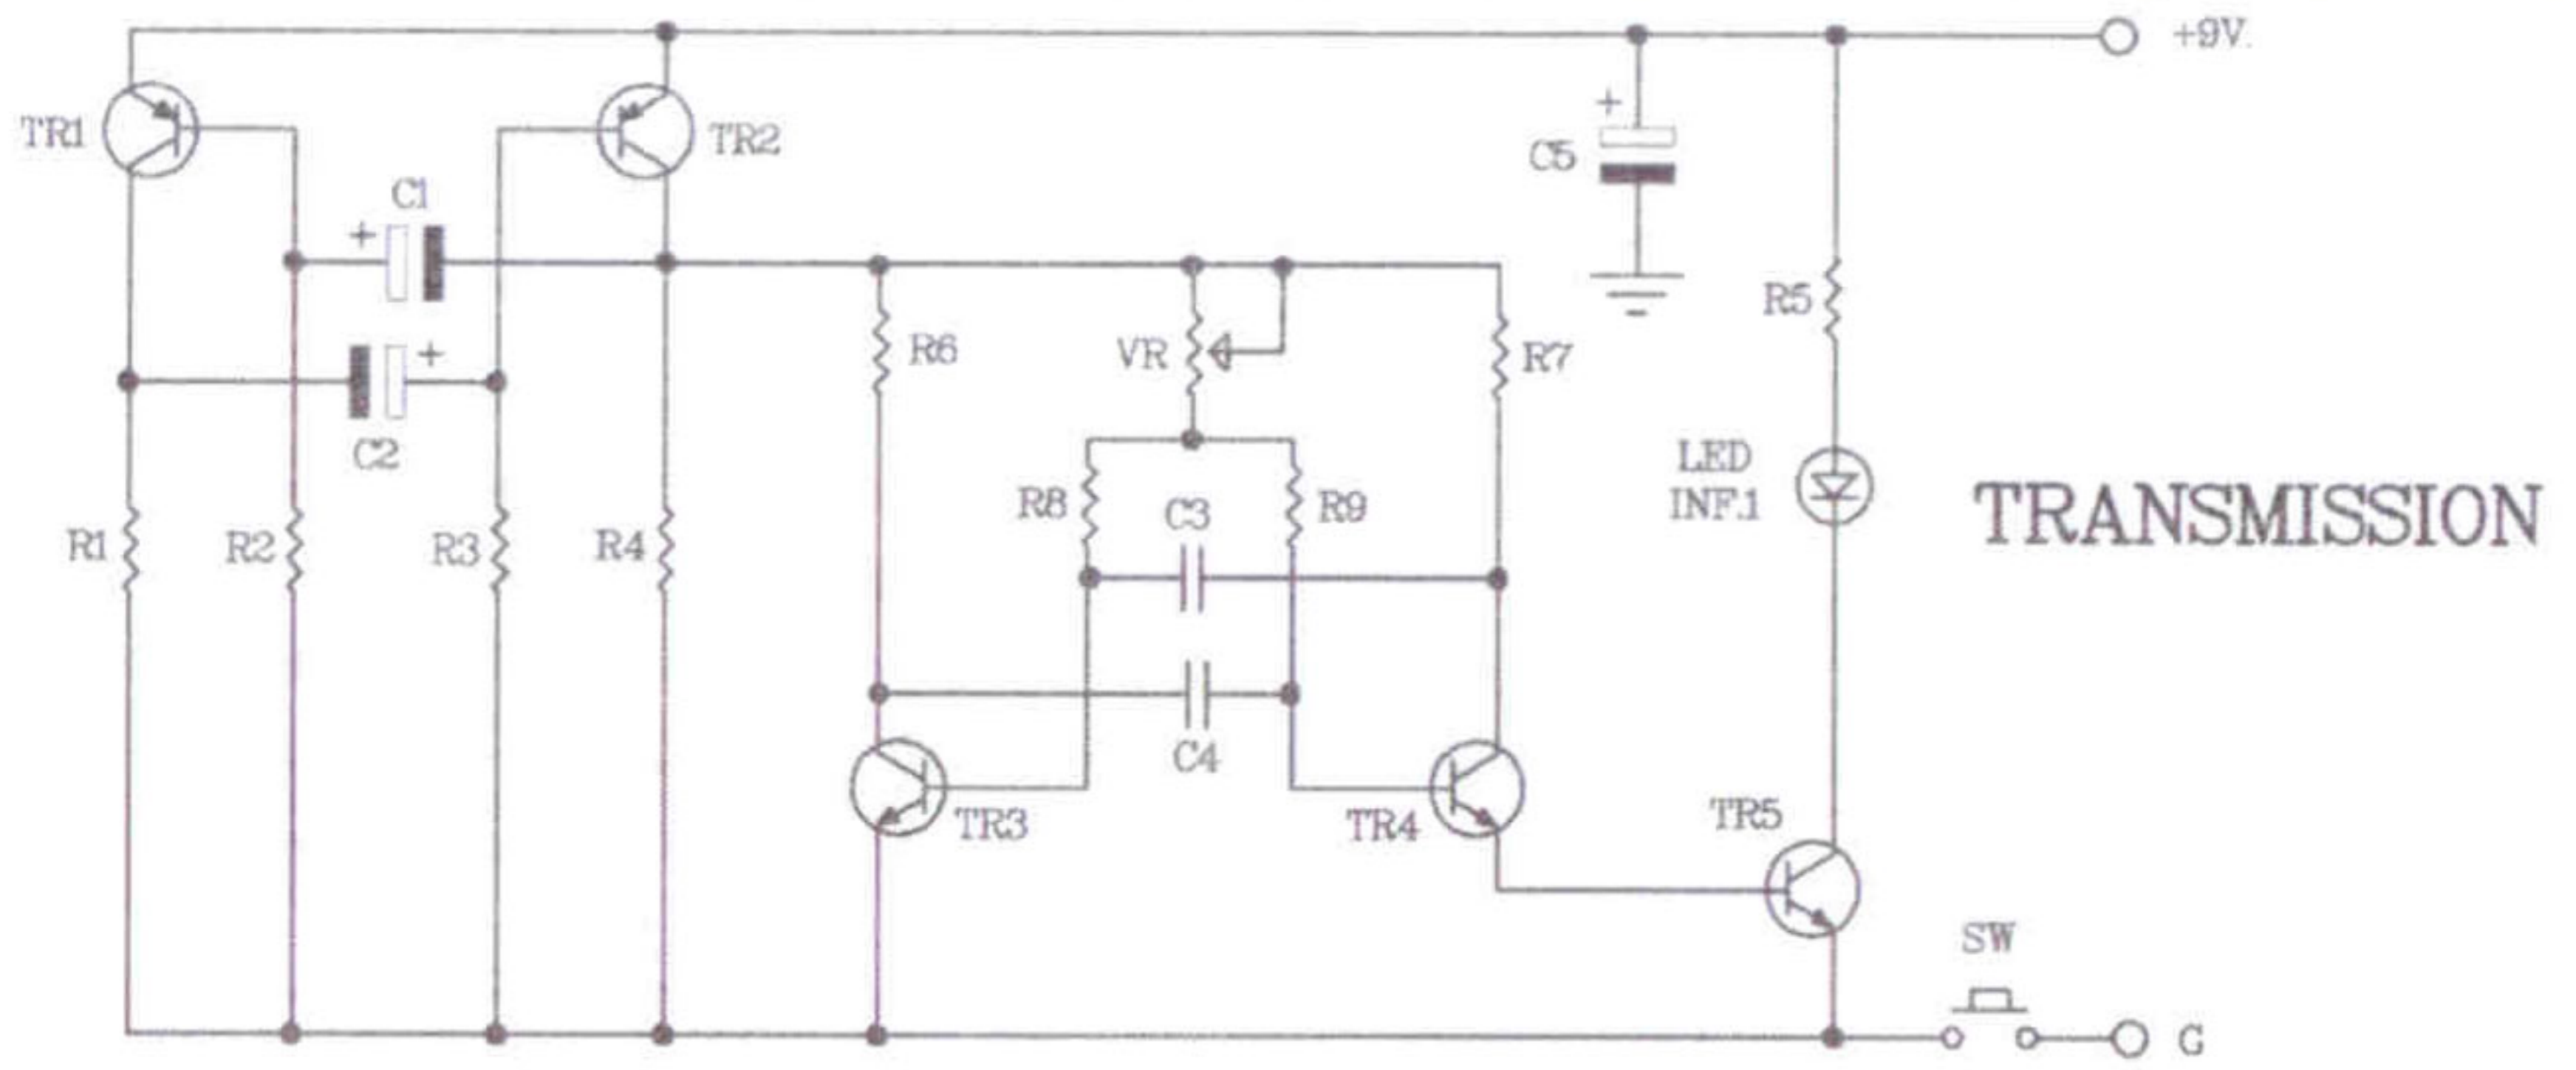 +9V.
TR1
TR2
C1
+
C2
+
R1
R2
R3
R4
R6
VR
R7
R8
R9
C3
C4
TR3
TR4
+
C5
R5
LED
INF.1
TRANSMISSION
TR5
SW
G